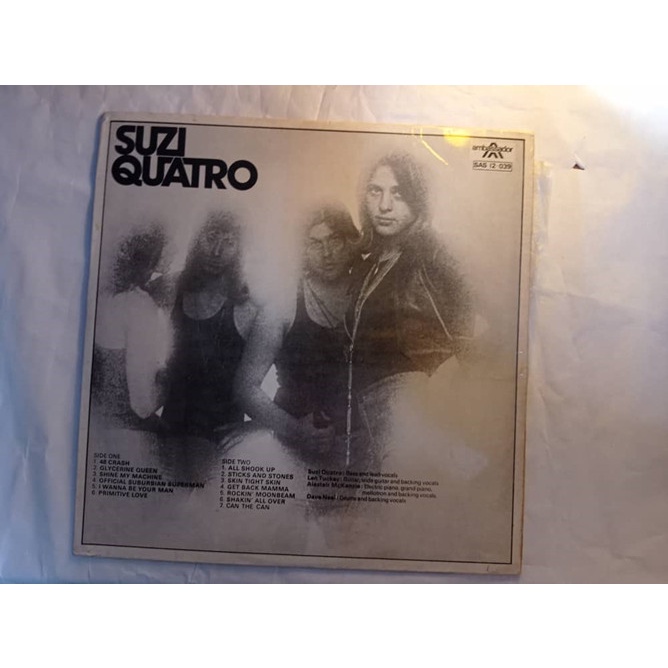 SUZI
QUATRO
ambassador
SAS 12 039
SIDE ONE
1. 48 CRASH
2. GLYCERINE QUEEN
3. SHINE MY MACHINE
4. OFFICIAL SUBURBIAN SUPERMAN
5. I WANNA BE YOUR MAN
6. PRIMITIVE LOVE
SIDE TWO
1. ALL SHOOK UP
2. STICKS AND STONES
3. SKIN TIGHT SKIN
4. GET BACK MAMMA
5. ROCKIN' MOONBEAM
6. SHAKIN' ALL OVER
7. CAN THE CAN
Suzi Quatro: Bass and lead vocals
Len Tuckey: Guitar, slide guitar and backing vocals
Alastair McKenzie: Electric piano, grand piano,
mellotron and backing vocals
Dave Neal: Drums and backing vocals